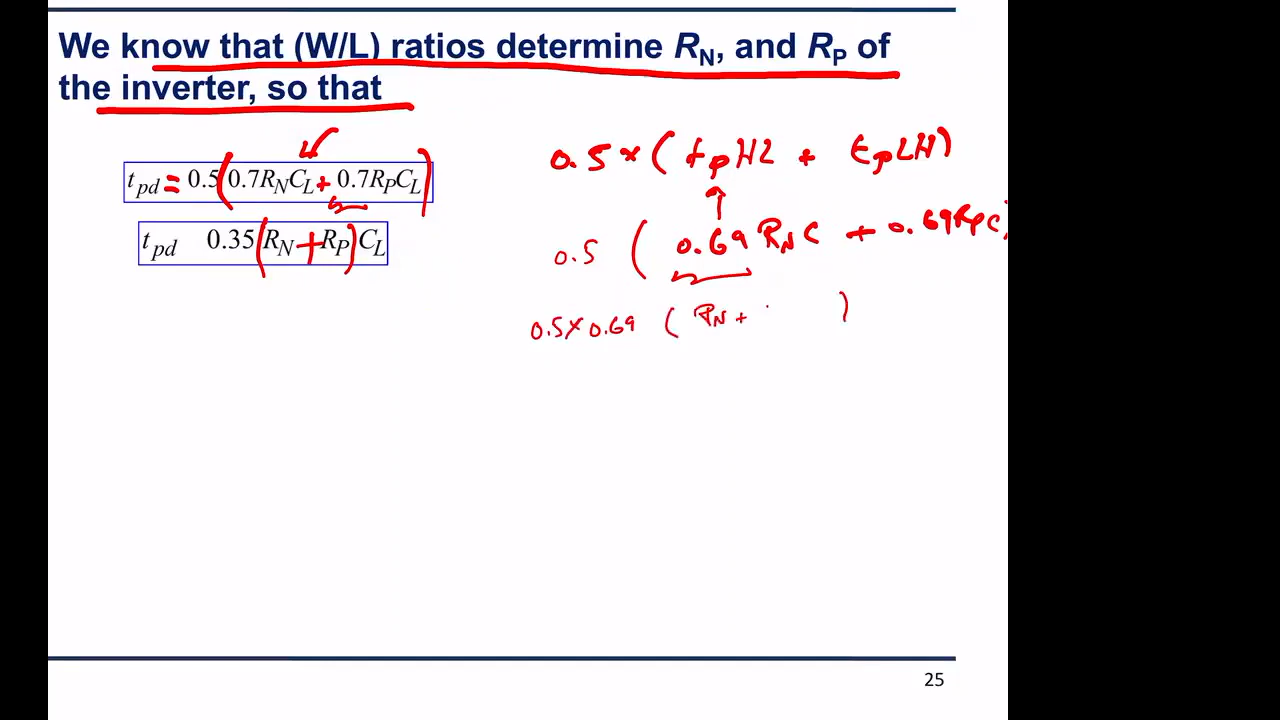 We know that (W/L) ratios determine RN, and RP of
the inverter, so that
tpd = 0.5(0.7RNCL + 0.7RPCL)
tpd 0.35(RN + RP)CL
0.5 × (tpHL + tpLH)
0.5 ( 0.69 RN C + 0.69 RP C
0.5 × 0.69 ( RN + )
25